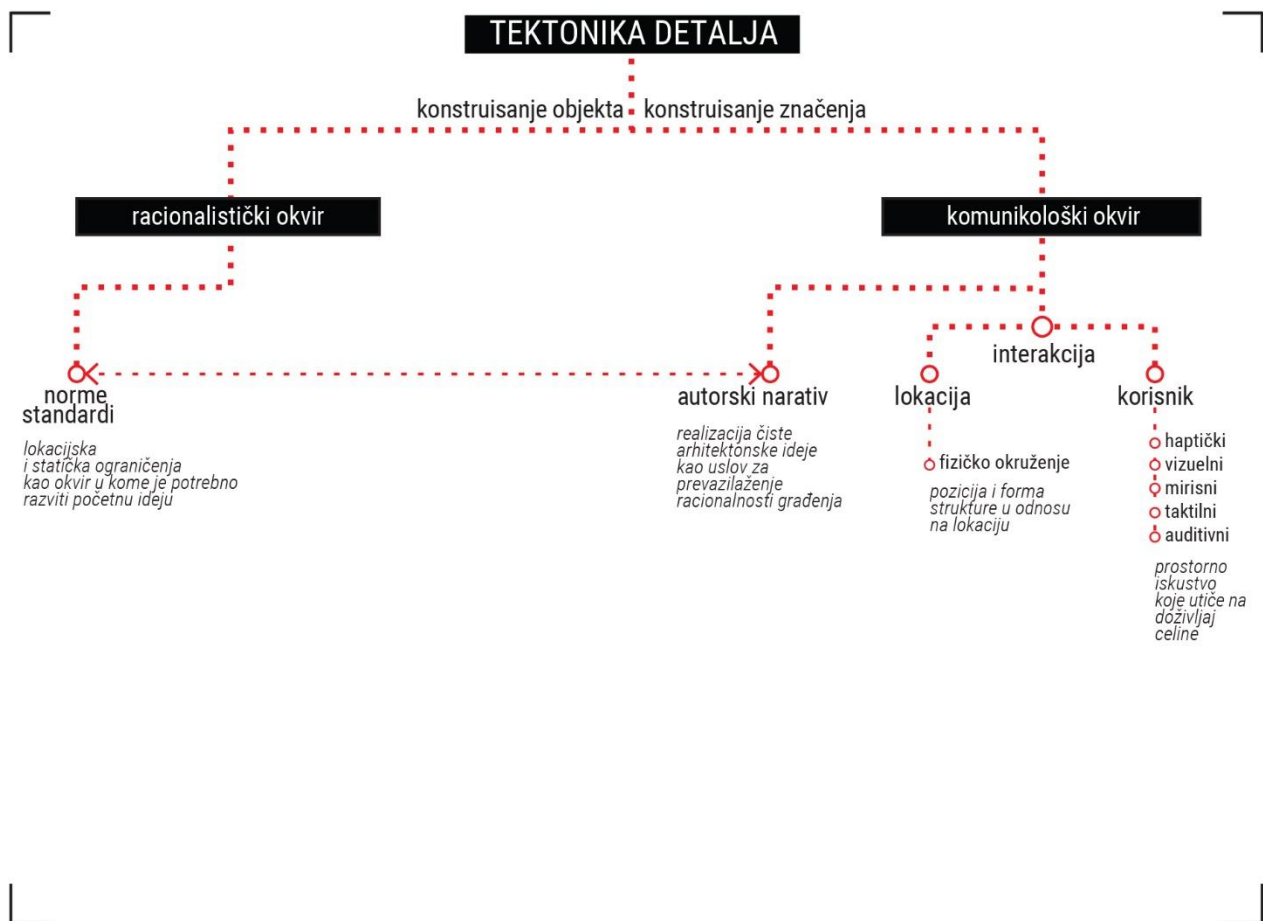 TEKTONIKA DETALJA
konstruisanje objekta
konstruisanje značenja
racionalistički okvir
komunikološki okvir
norme
standardi
lokacijska
i statička ograničenja
kao okvir u kome je potrebno
razviti početnu ideju
autorski narativ
realizacija čiste
arhitektonske ideje
kao uslov za
prevazilaženje
racionalnosti građenja
interakcija
lokacija
fizičko okruženje
pozicija i forma
strukture u odnosu
na lokaciju
korisnik
haptički
vizuelni
mirisni
taktilni
auditivni
prostorno
iskustvo
koje utiče na
doživljaj
celine